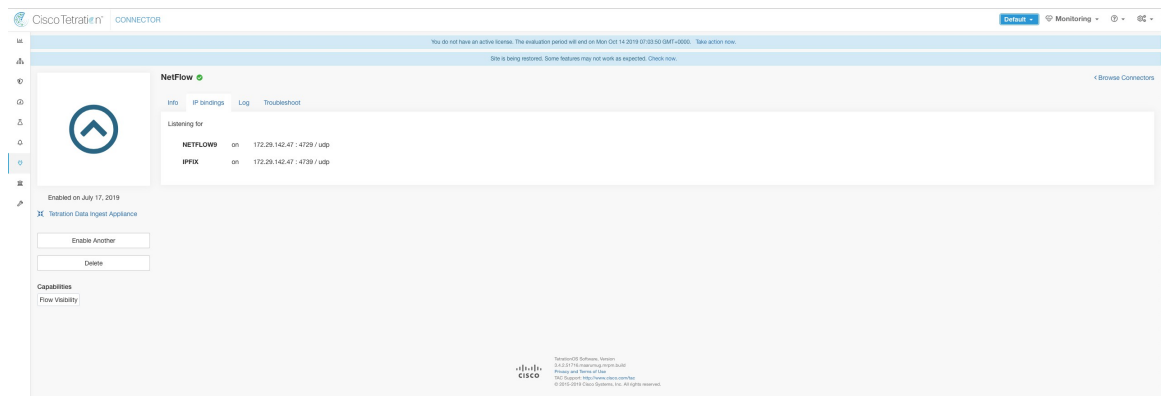 Cisco Tetration™ CONNECTOR
Default Monitoring
You do not have an active license. The evaluation period will end on Mon Oct 14 2019 07:03:50 GMT+0000. Take action now.
Site is being restored. Some features may not work as expected. Check now.
NetFlow
Browse Connectors
Info IP bindings Log Troubleshoot
Listening for
NETFLOW9 on 172.29.142.47 : 4729 / udp
IPFIX on 172.29.142.47 : 4739 / udp
Enabled on July 17, 2019
Tetration Data Ingest Appliance
Enable Another
Delete
Capabilities
Flow Visibility
CISCO
TetrationOS Software, Version
Privacy and Terms of Use
TAC Support: http://www.cisco.com/tac
© 2015-2019 Cisco Systems, Inc. All rights reserved.